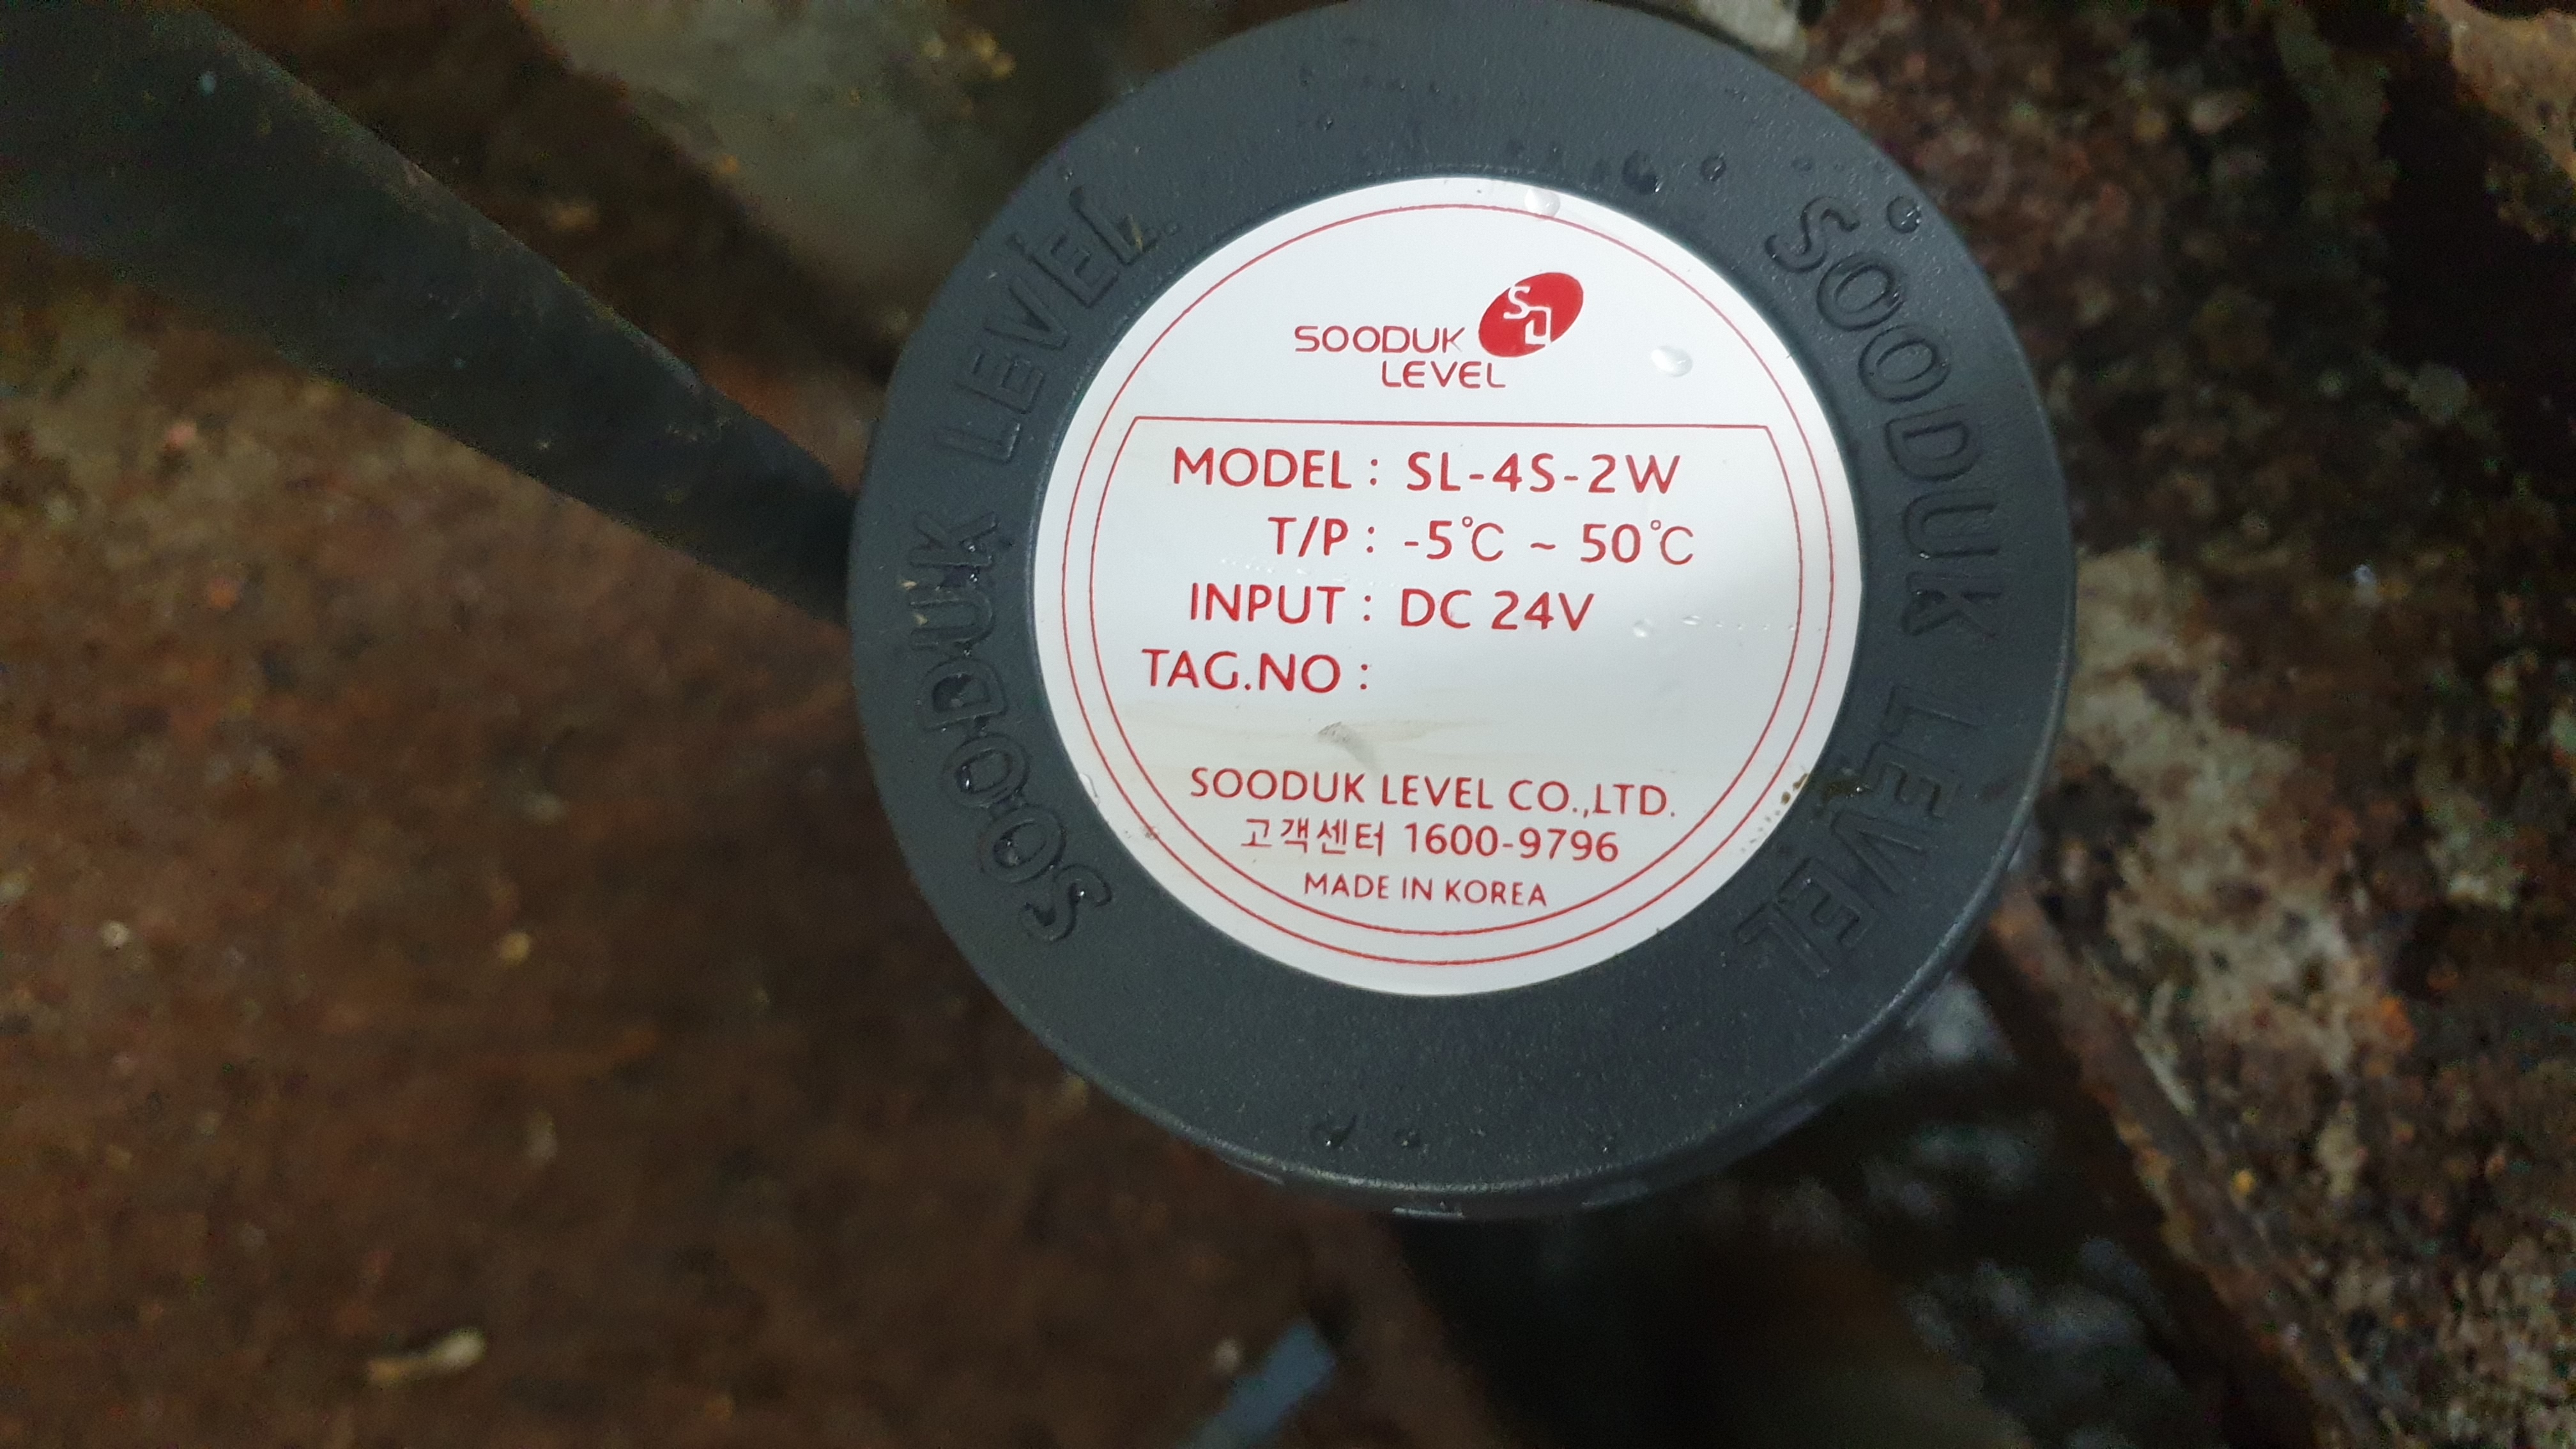 SOODUK LEVEL
SOODUK LEVEL
SD
SOODUK
LEVEL
MODEL : SL-4S-2W
T/P : -5℃ ~ 50℃
INPUT : DC 24V
TAG.NO :
SOODUK LEVEL CO.,LTD.
고객센터 1600-9796
MADE IN KOREA